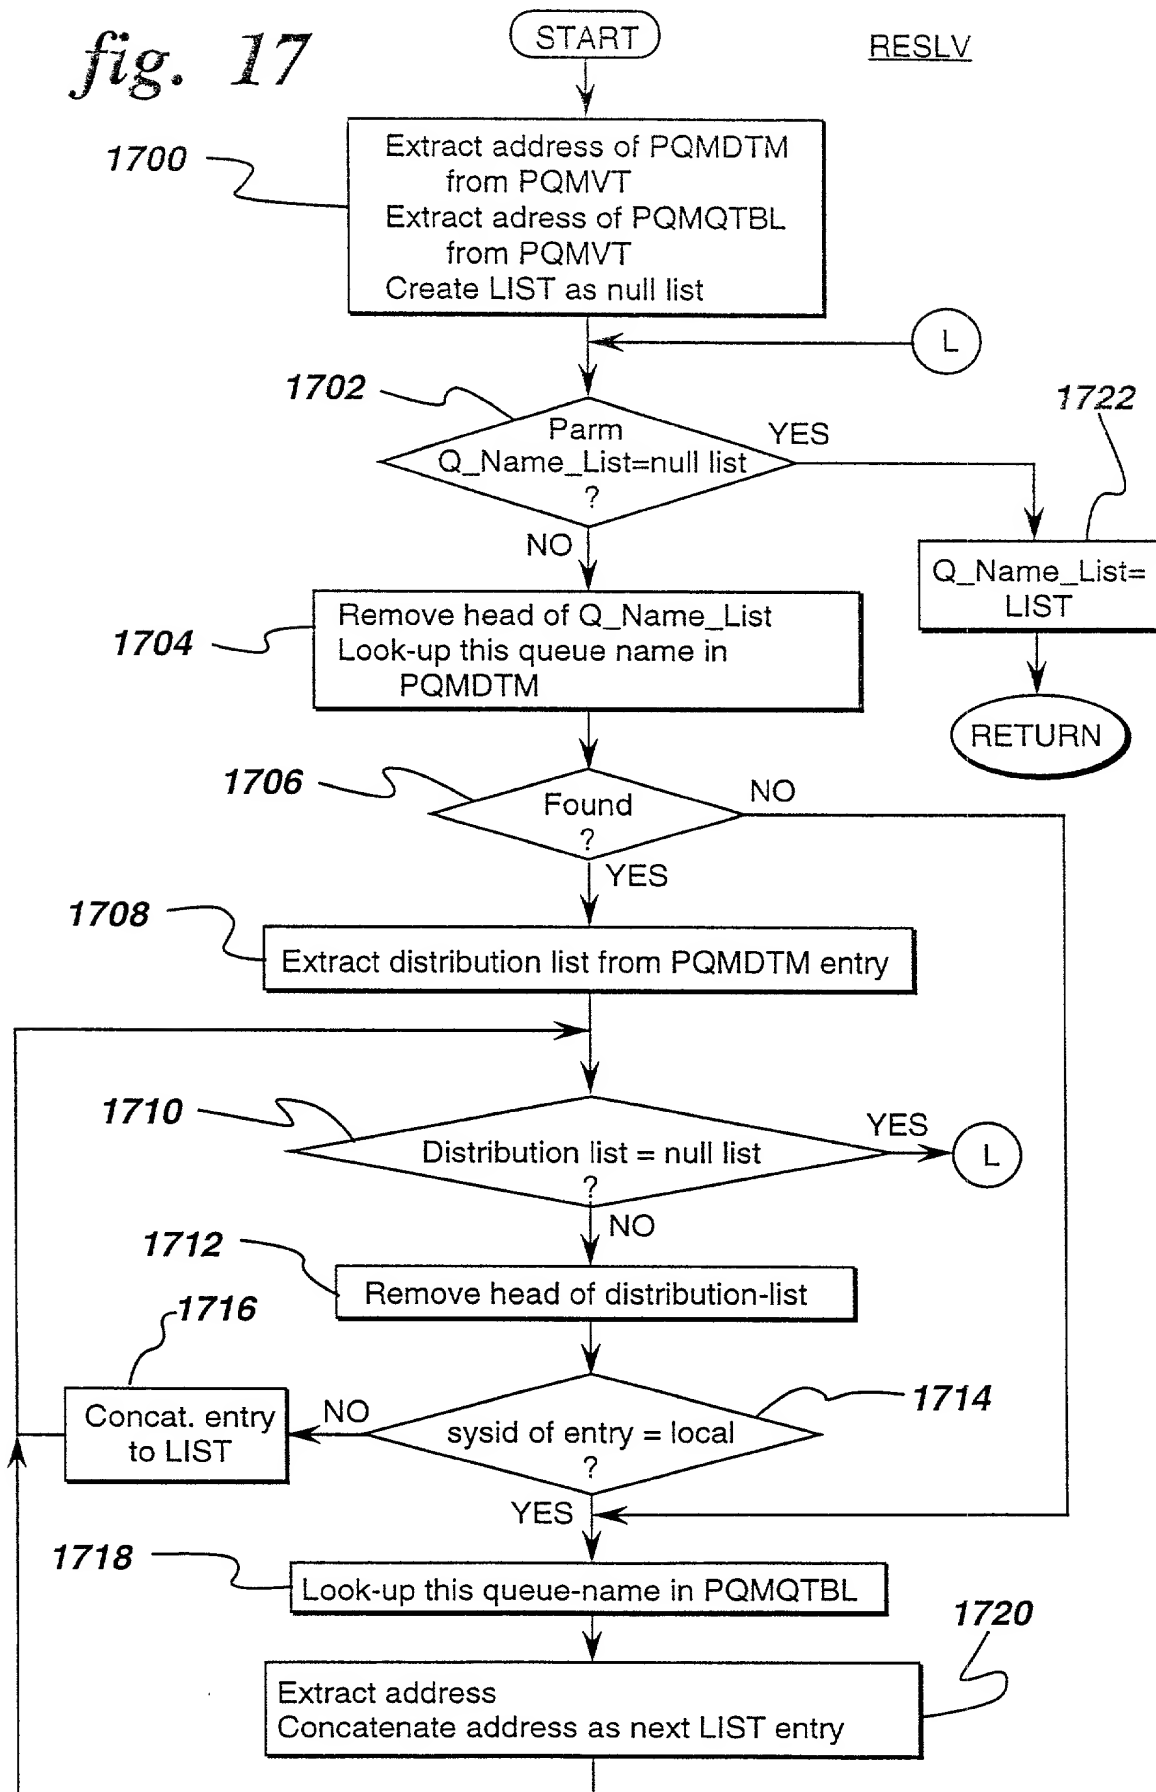 fig. 17
START
RESLV
1700
Extract address of PQMDTM
from PQMVT
Extract adress of PQMQTBL
from PQMVT
Create LIST as null list
L
1702
Parm
Q_Name_List=null list
?
YES
1722
NO
Q_Name_List=
LIST
1704
Remove head of Q_Name_List
Look-up this queue name in
PQMDTM
RETURN
1706
Found
?
NO
YES
1708
Extract distribution list from PQMDTM entry
1710
Distribution list = null list
?
YES
L
NO
1712
Remove head of distribution-list
1716
1714
Concat. entry
to LIST
NO
sysid of entry = local
?
YES
1718
Look-up this queue-name in PQMQTBL
1720
Extract address
Concatenate address as next LIST entry